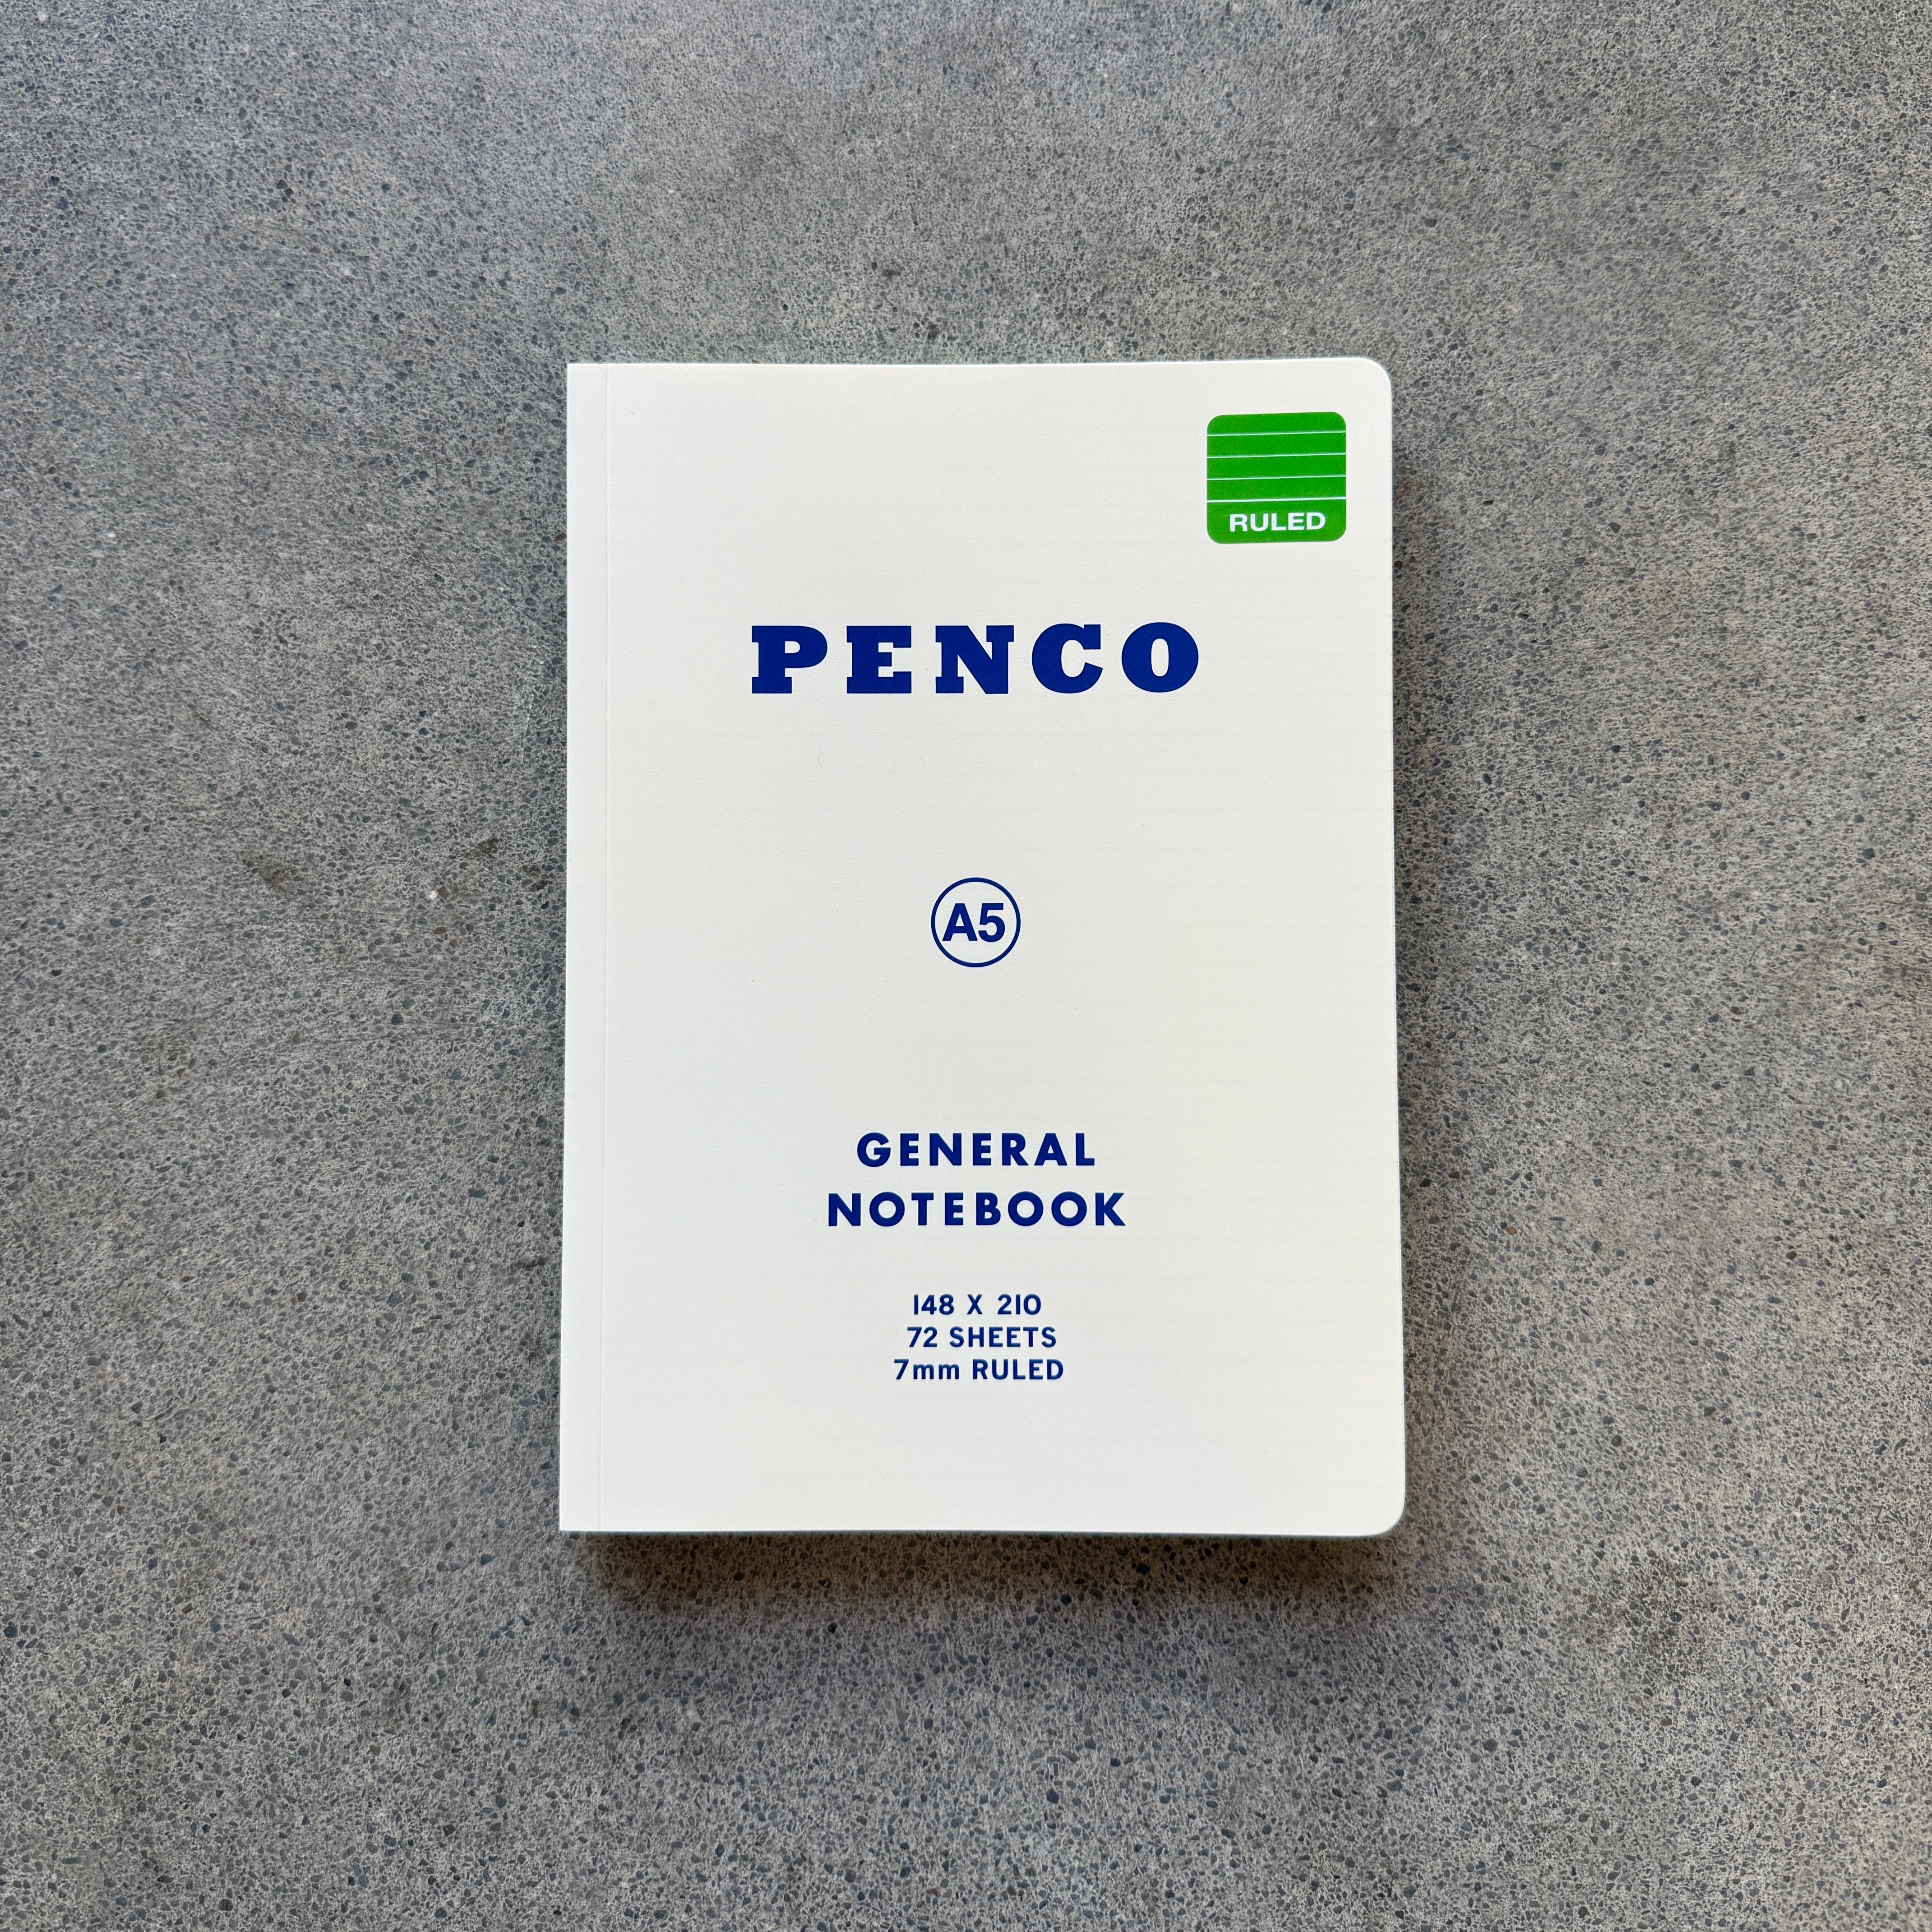 RULED
PENCO
A5
GENERAL
NOTEBOOK
148 X 210
72 SHEETS
7mm RULED